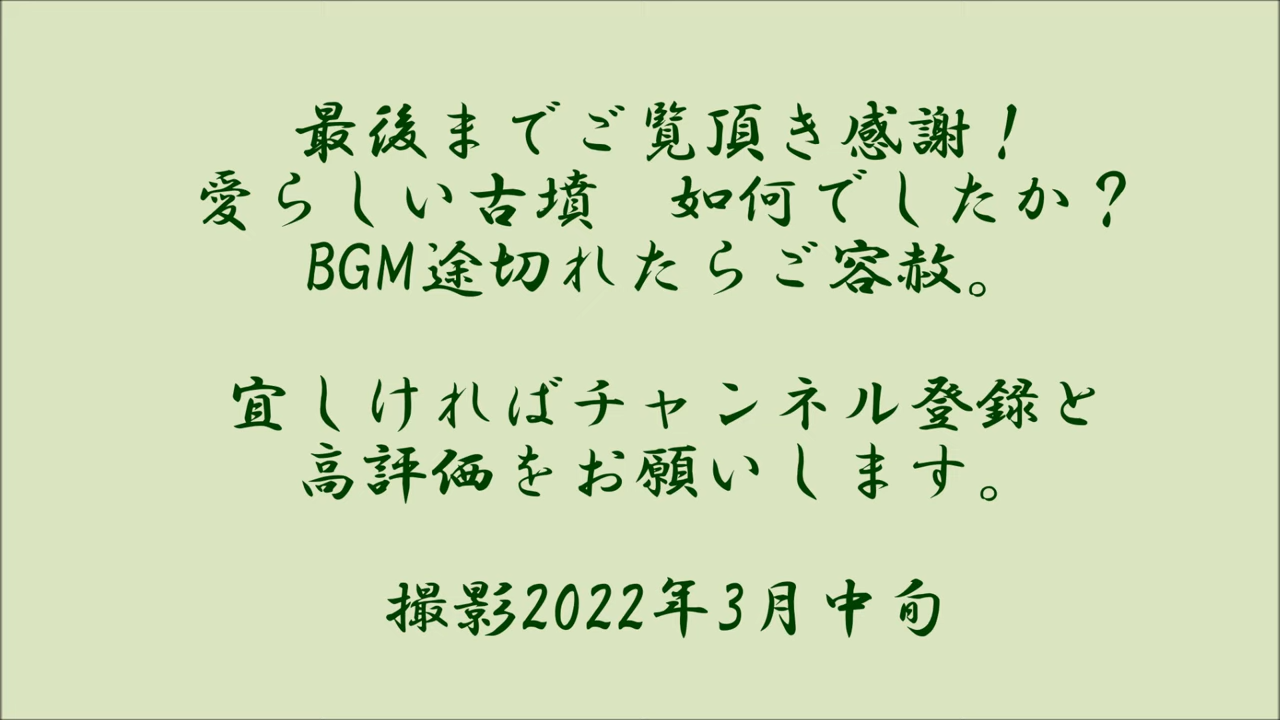 最後までご覧頂き感謝！
愛らしい古墳　如何でしたか？
BGM途切れたらご容赦。
宜しければチャンネル登録と
高評価をお願いします。
撮影2022年3月中旬